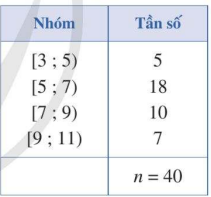 Nhóm Tần số
[3 ; 5) 5
[5 ; 7) 18
[7 ; 9) 10
[9 ; 11) 7
n = 40